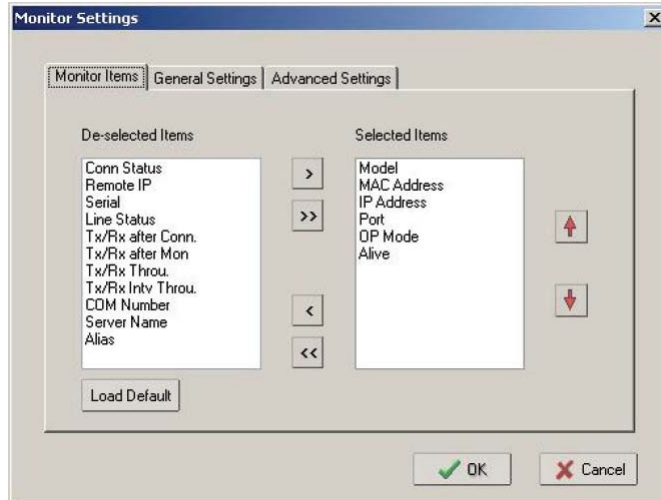 Monitor Settings
Monitor Items
General Settings
Advanced Settings
De-selected Items
Conn Status
Remote IP
Serial
Line Status
Tx/Rx after Conn.
Tx/Rx after Mon
Tx/Rx Throu.
Tx/Rx Intv Throu.
COM Number
Server Name
Alias
>
>>
<
<<
Selected Items
Model
MAC Address
IP Address
Port
OP Mode
Alive
Load Default
OK
Cancel